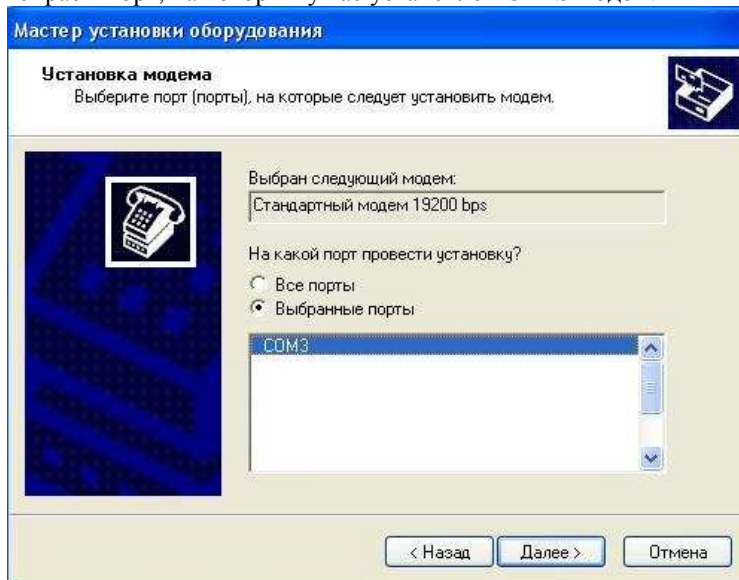 Мастер установки оборудования
Установка модема
Выберите порт (порты), на которые следует установить модем.
Выбран следующий модем:
Стандартный модем 19200 bps
На какой порт провести установку?
Все порты
Выбранные порты
COM3
< Назад
Далее >
Отмена